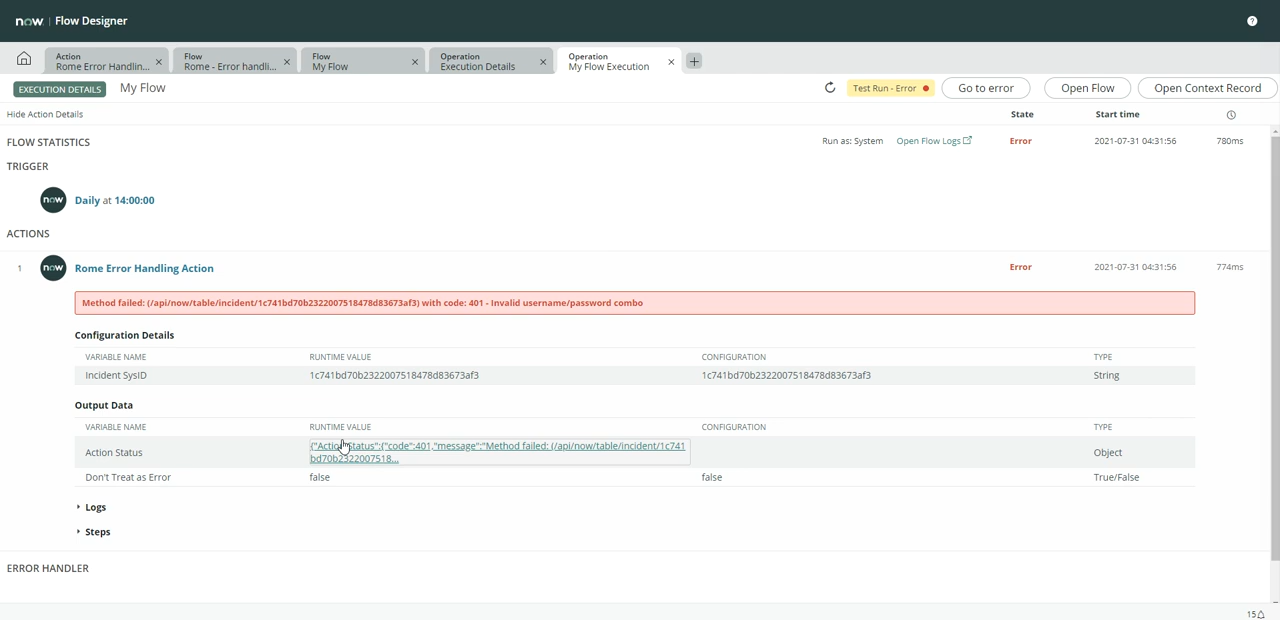 now | Flow Designer
Action
Rome Error Handlin...
Flow
Rome - Error handli...
Flow
My Flow
Operation
Execution Details
Operation
My Flow Execution
EXECUTION DETAILS My Flow
Test Run - Error
Go to error
Open Flow
Open Context Record
Hide Action Details State Start time
FLOW STATISTICS Run as: System Open Flow Logs Error 2021-07-31 04:31:56 780ms
TRIGGER
now Daily at 14:00:00
ACTIONS
1 now Rome Error Handling Action Error 2021-07-31 04:31:56 774ms
Method failed: (/api/now/table/incident/1c741bd70b2322007518478d83673af3) with code: 401 - Invalid username/password combo
Configuration Details
VARIABLE NAME RUNTIME VALUE CONFIGURATION TYPE
Incident SysID 1c741bd70b2322007518478d83673af3 1c741bd70b2322007518478d83673af3 String
Output Data
VARIABLE NAME RUNTIME VALUE CONFIGURATION TYPE
Action Status {"Action Status":{"code":401,"message":"Method failed: (/api/now/table/incident/1c741
bd70b2322007518... Object
Don't Treat as Error false false True/False
Logs
Steps
ERROR HANDLER
15